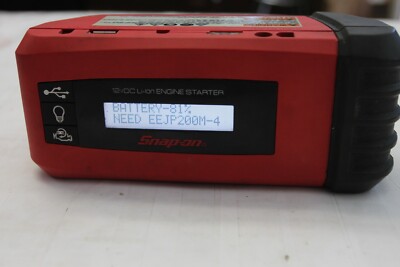 12VDC Li-ion ENGINE STARTER
BATTERY-81%
NEED EEJP200M-4
Snap-on